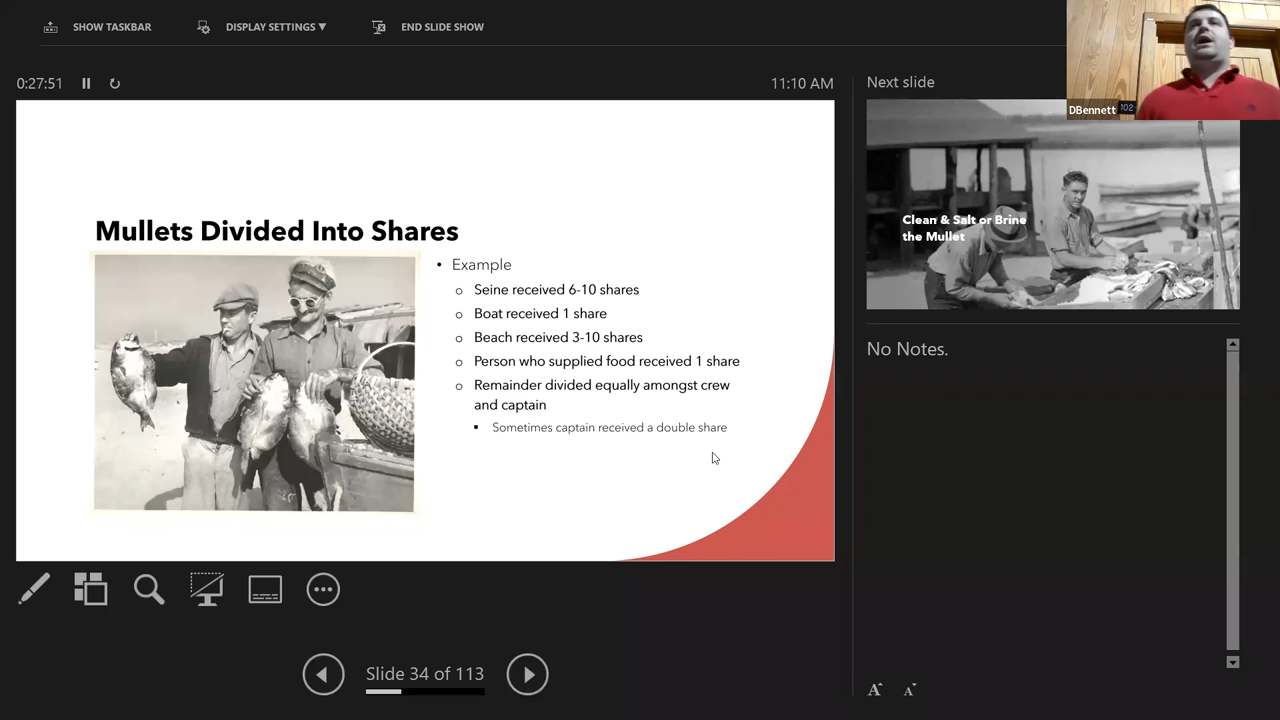 SHOW TASKBAR
DISPLAY SETTINGS ▼
END SLIDE SHOW
0:27:51
11:10 AM
Next slide
DBennett 102
Mullets Divided Into Shares
• Example
o Seine received 6-10 shares
o Boat received 1 share
o Beach received 3-10 shares
o Person who supplied food received 1 share
o Remainder divided equally amongst crew
and captain
▪ Sometimes captain received a double share
Clean & Salt or Brine
the Mullet
No Notes.
Slide 34 of 113
A A